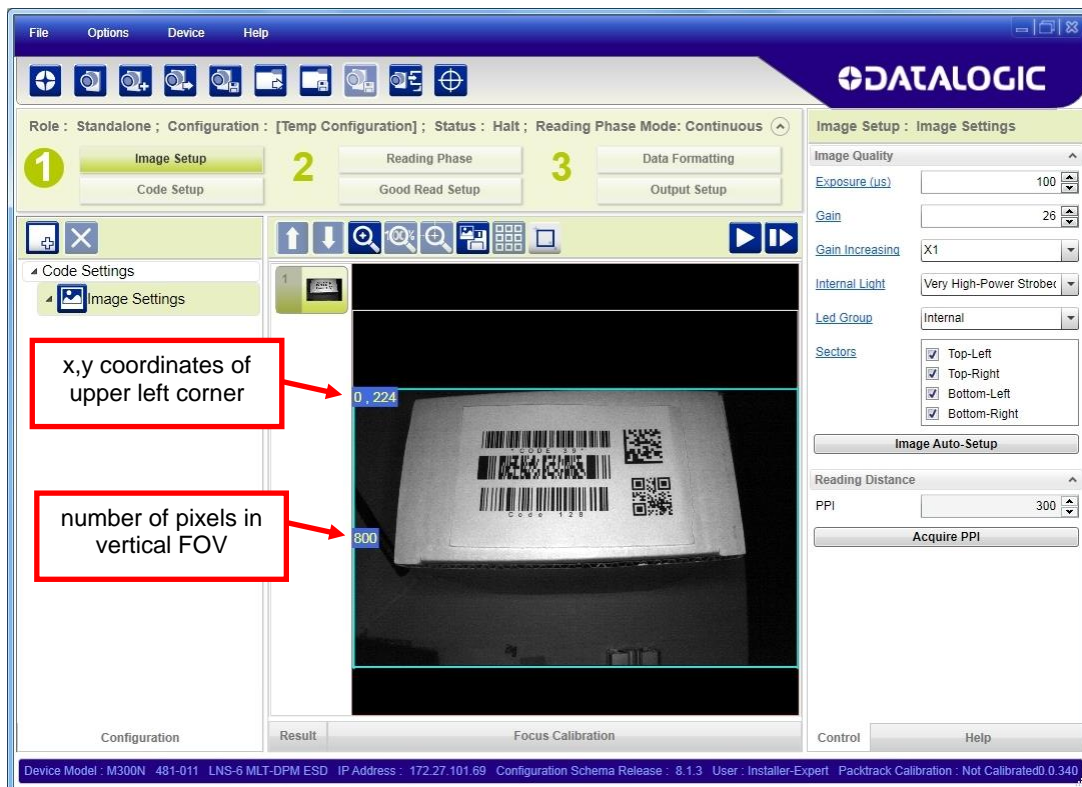 File Options Device Help
DATALOGIC
Role : Standalone ; Configuration : [Temp Configuration] ; Status : Halt ; Reading Phase Mode: Continuous
1 Image Setup 2 Reading Phase 3 Data Formatting
Code Setup Good Read Setup Output Setup
Code Settings
Image Settings
100%
1
x,y coordinates of
upper left corner
number of pixels in
vertical FOV
0 , 224
800
*CODE 39*
Code 128
Configuration
Result Focus Calibration
Image Setup : Image Settings
Image Quality
Exposure (us) 100
Gain 26
Gain Increasing X1
Internal Light Very High-Power Strobec
Led Group Internal
Sectors Top-Left
Top-Right
Bottom-Left
Bottom-Right
Image Auto-Setup
Reading Distance
PPI 300
Acquire PPI
Control Help
Device Model : M300N 481-011 LNS-6 MLT-DPM ESD IP Address : 172.27.101.69 Configuration Schema Release : 8.1.3 User : Installer-Expert Packtrack Calibration : Not Calibrated0.0.340